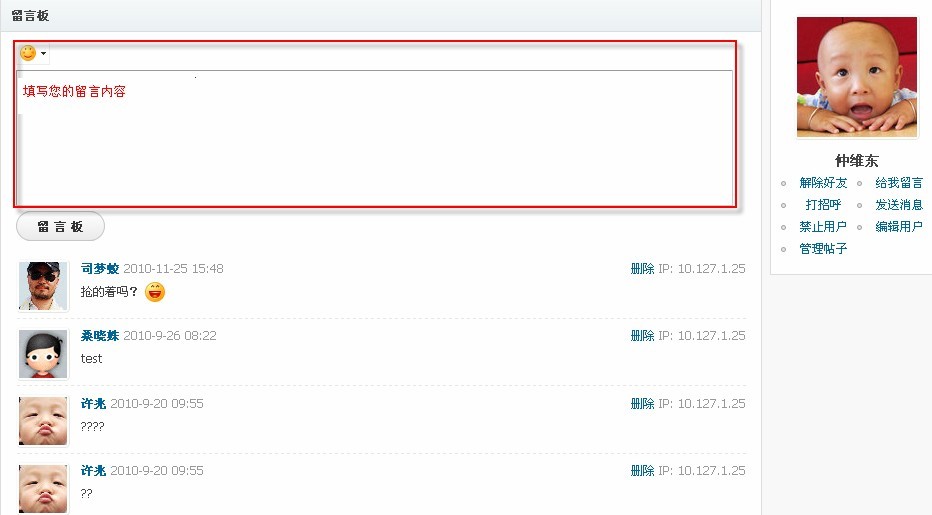 留言板
填写您的留言内容
留 言 板
司梦蛟 2010-11-25 15:48
删除 IP: 10.127.1.25
抢的着吗?
桑晓姝 2010-9-26 08:22
删除 IP: 10.127.1.25
test
许兆 2010-9-20 09:55
删除 IP: 10.127.1.25
????
许兆 2010-9-20 09:55
删除 IP: 10.127.1.25
??
仲维东
解除好友 给我留言
打招呼 发送消息
禁止用户 编辑用户
管理帖子